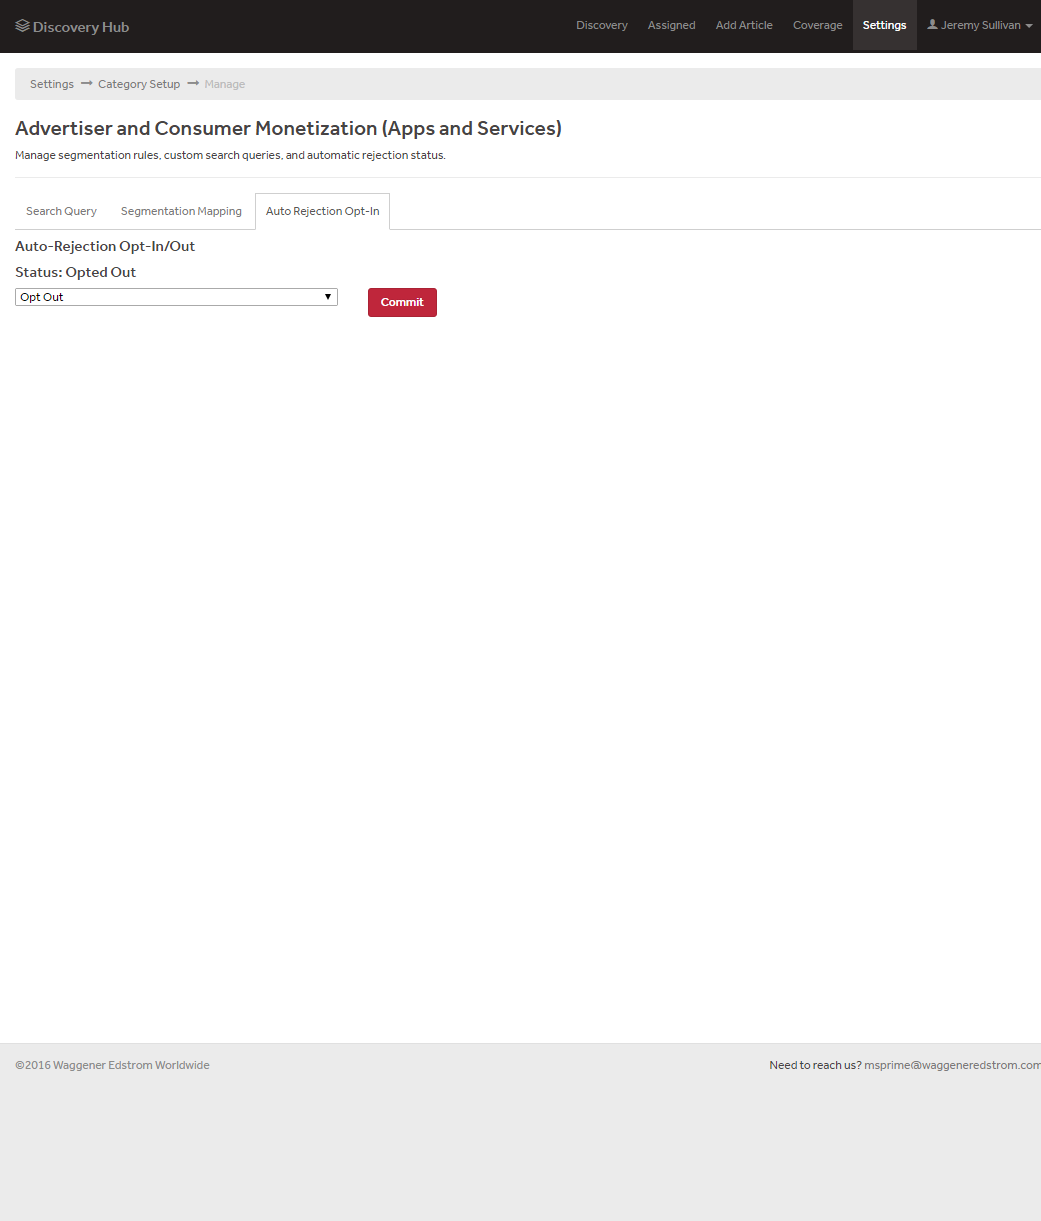 Discovery Hub
Discovery Assigned Add Article Coverage Settings Jeremy Sullivan
Settings → Category Setup → Manage
Advertiser and Consumer Monetization (Apps and Services)
Manage segmentation rules, custom search queries, and automatic rejection status.
Search Query Segmentation Mapping Auto Rejection Opt-In
Auto-Rejection Opt-In/Out
Status: Opted Out
Opt Out Commit
©2016 Waggener Edstrom Worldwide Need to reach us? msprime@waggeneredstrom.com